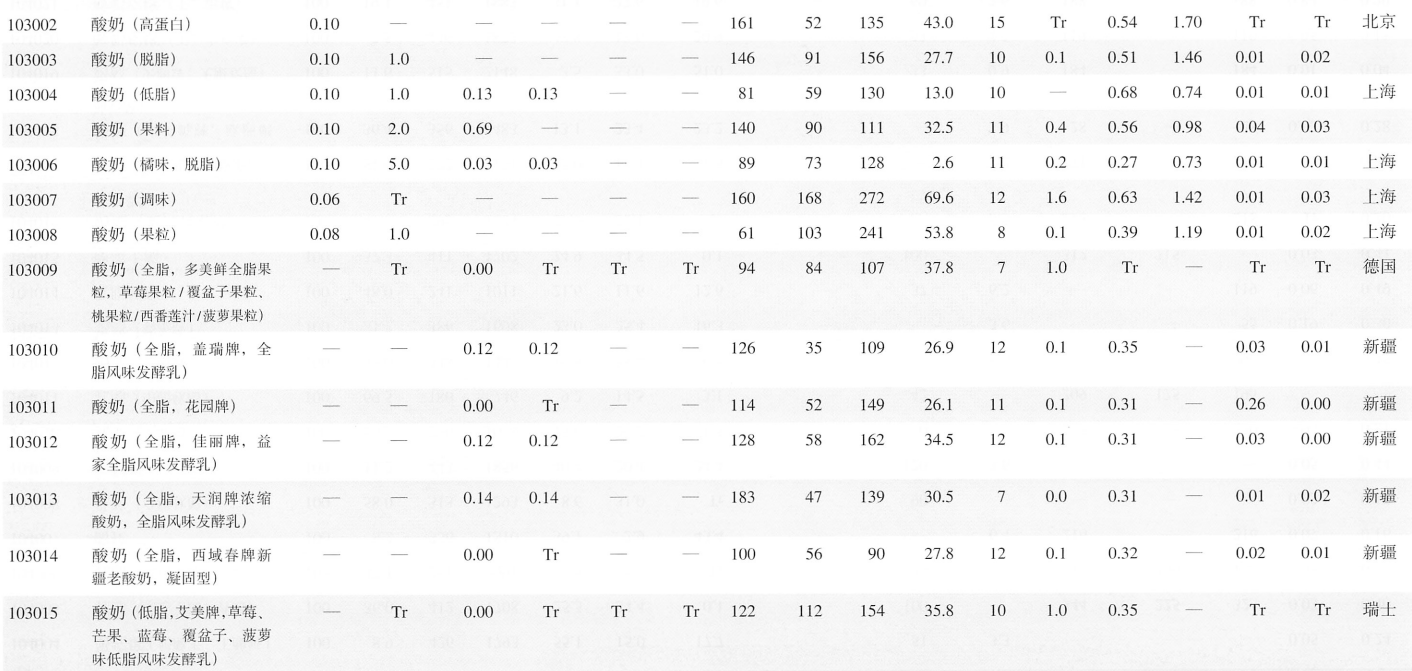 103002 酸奶（高蛋白） 0.10 — — — — — 161 52 135 43.0 15 Tr 0.54 1.70 Tr Tr 北京
103003 酸奶（脱脂） 0.10 1.0 — — — — 146 91 156 27.7 10 0.1 0.51 1.46 0.01 0.02
103004 酸奶（低脂） 0.10 1.0 0.13 0.13 — — 81 59 130 13.0 10 — 0.68 0.74 0.01 0.01 上海
103005 酸奶（果料） 0.10 2.0 0.69 — — — 140 90 111 32.5 11 0.4 0.56 0.98 0.04 0.03 上海
103006 酸奶（橘味，脱脂） 0.10 5.0 0.03 0.03 — — 89 73 128 2.6 11 0.2 0.27 0.73 0.01 0.01 上海
103007 酸奶（调味） 0.06 Tr — — — — 160 168 272 69.6 12 1.6 0.63 1.42 0.01 0.03 上海
103008 酸奶（果粒） 0.08 1.0 — — — — 61 103 241 53.8 8 0.1 0.39 1.19 0.01 0.02 上海
103009 酸奶（全脂，多美鲜全脂果 — Tr 0.00 Tr Tr Tr 94 84 107 37.8 7 1.0 Tr — Tr Tr 德国
粒，草莓果粒/覆盆子果粒、
桃果粒/西番莲汁/菠萝果粒）
103010 酸奶（全脂，盖瑞牌，全 — — 0.12 0.12 — — 126 35 109 26.9 12 0.1 0.35 — 0.03 0.01 新疆
脂风味发酵乳）
103011 酸奶（全脂，花园牌） — — 0.00 Tr — — 114 52 149 26.1 11 0.1 0.31 — 0.26 0.00 新疆
103012 酸奶（全脂，佳丽牌，益 — — 0.12 0.12 — — 128 58 162 34.5 12 0.1 0.31 — 0.03 0.00 新疆
家全脂风味发酵乳）
103013 酸奶（全脂，天润牌浓缩 — — 0.14 0.14 — — 183 47 139 30.5 7 0.0 0.31 — 0.01 0.02 新疆
酸奶，全脂风味发酵乳）
103014 酸奶（全脂，西域春牌新 — — 0.00 Tr — — 100 56 90 27.8 12 0.1 0.32 — 0.02 0.01 新疆
疆老酸奶，凝固型）
103015 酸奶（低脂,艾美牌,草莓、 — Tr 0.00 Tr Tr Tr 122 112 154 35.8 10 1.0 0.35 — Tr Tr 瑞士
芒果、蓝莓、覆盆子、菠萝
味低脂风味发酵乳）